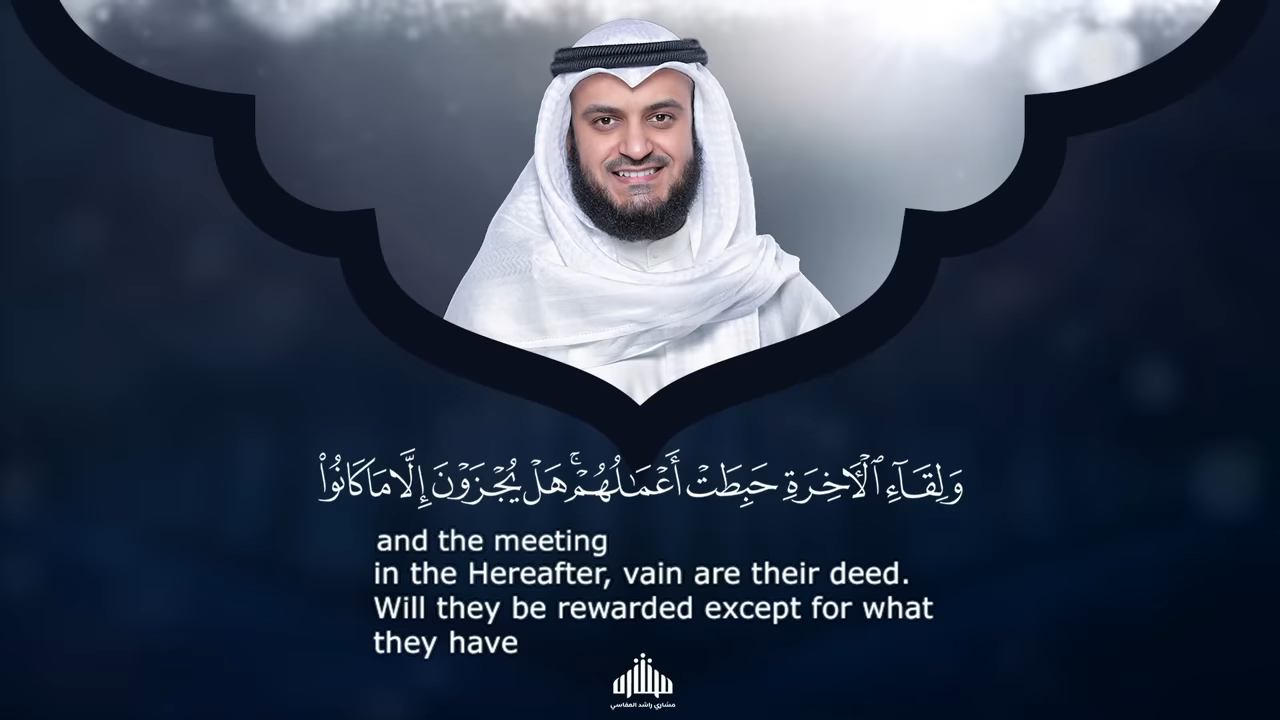 وَلِقَآءِ ٱلْأَخِرَةِ حَبِطَتْ أَعْمَـٰلُهُمْ ۚ هَلْ يُجْزَوْنَ إِلَّا مَا كَانُوا۟
and the meeting
in the Hereafter, vain are their deed.
Will they be rewarded except for what
they have
مشاري راشد العفاسي